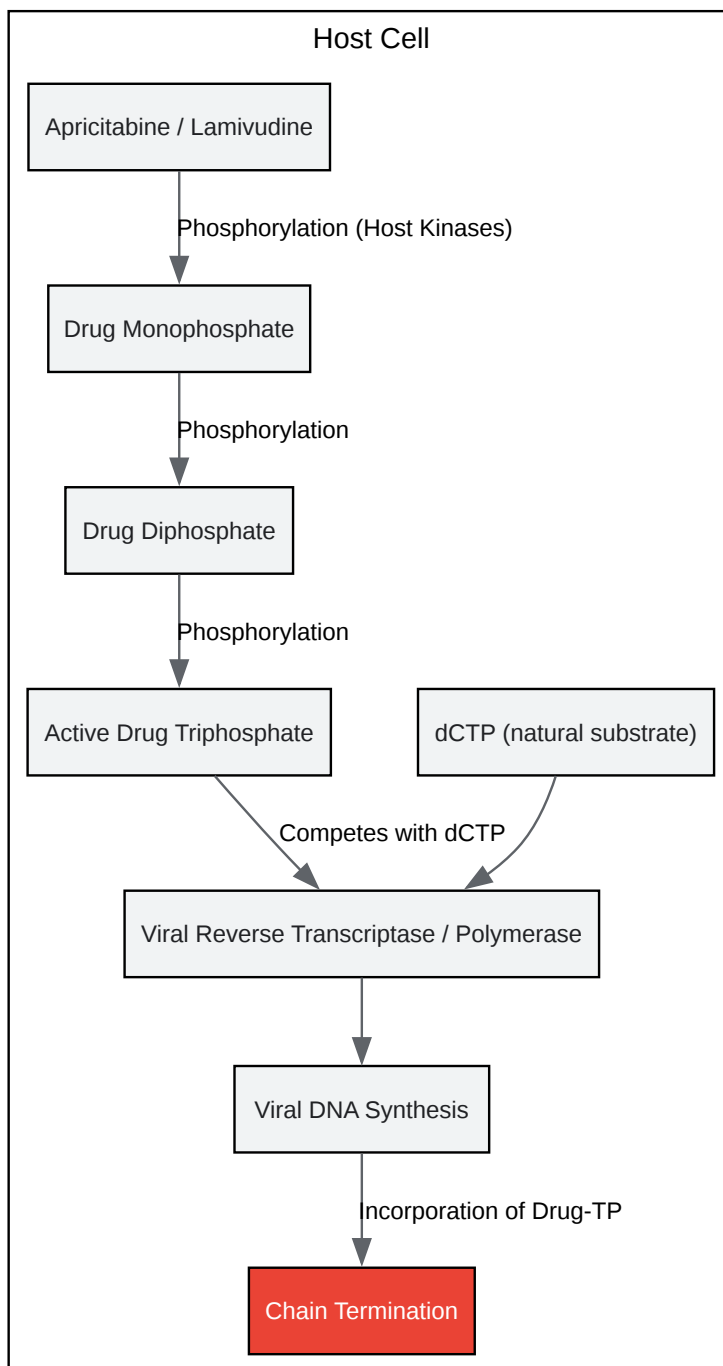 Host Cell
Apricitabine / Lamivudine
Phosphorylation (Host Kinases)
Drug Monophosphate
Phosphorylation
Drug Diphosphate
Phosphorylation
Active Drug Triphosphate
dCTP (natural substrate)
Competes with dCTP
Viral Reverse Transcriptase / Polymerase
Viral DNA Synthesis
Incorporation of Drug-TP
Chain Termination